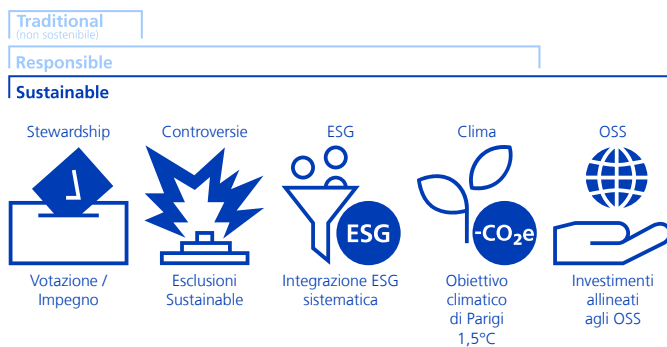 Traditional
(non sostenibile)
Responsible
Sustainable
Stewardship
Controversie
ESG
Clima
OSS
ESG
-CO₂e
Votazione /
Impegno
Esclusioni
Sustainable
Integrazione ESG
sistematica
Obiettivo
climatico
di Parigi
1,5°C
Investimenti
allineati
agli OSS